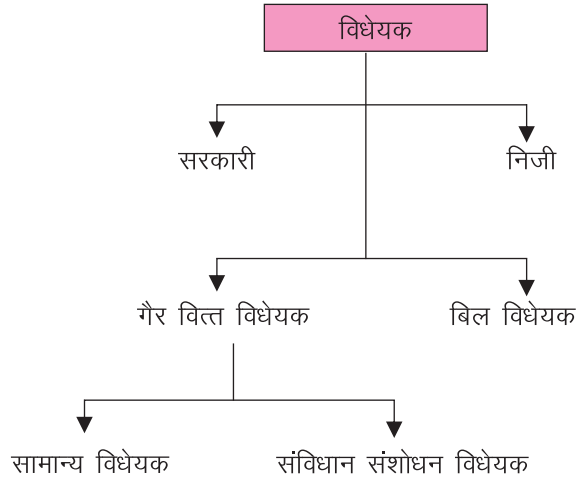 विधेयक
सरकारी
निजी
गैर वित्त विधेयक
बिल विधेयक
सामान्य विधेयक
संविधान संशोधन विधेयक